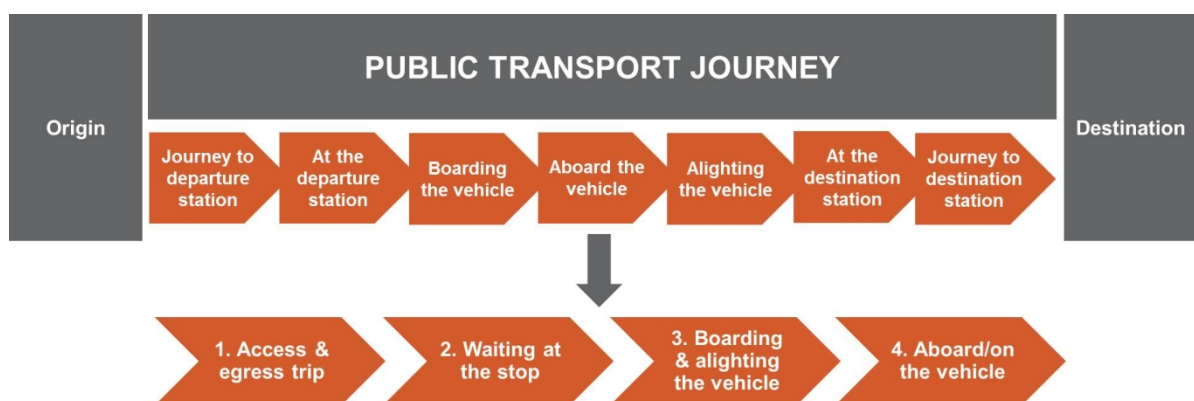 PUBLIC TRANSPORT JOURNEY
Origin
Destination
Journey to
departure
station
At the
departure
station
Boarding
the vehicle
Aboard the
vehicle
Alighting
the vehicle
At the
destination
station
Journey to
destination
station
1. Access &
egress trip
2. Waiting at
the stop
3. Boarding
& alighting
the vehicle
4. Aboard/on
the vehicle